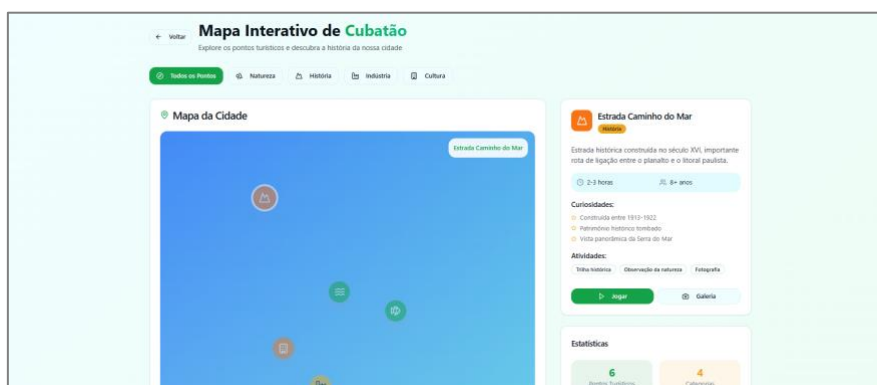 Voltar
Mapa Interativo de Cubatão
Explore os pontos turísticos e descubra a história da nossa cidade
Todos os Pontos
Natureza
História
Indústria
Cultura
Mapa da Cidade
Estrada Caminho do Mar
Estrada Caminho do Mar
História
Estrada histórica construída no século XVI, importante
rota de ligação entre o planalto e o litoral paulista.
2-3 horas
8+ anos
Curiosidades:
Construída entre 1913-1922
Patrimônio histórico tombado
Vista panorâmica da Serra do Mar
Atividades:
Trilha histórica
Observação da natureza
Fotografia
Jogar
Galeria
Estatísticas
6
4
Pontos Turísticos
Categorias